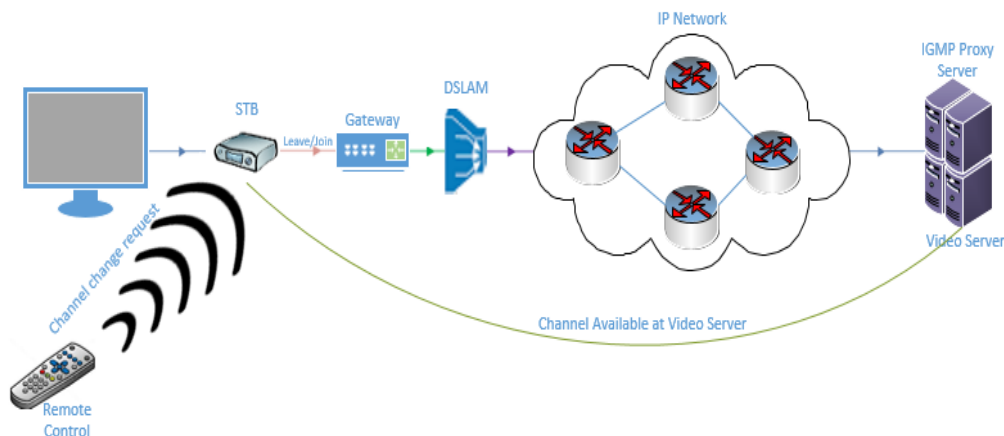 IP Network
IGMP Proxy
Server
DSLAM
STB
Gateway
Leave/Join
Channel change request
Video Server
Channel Available at Video Server
Remote
Control